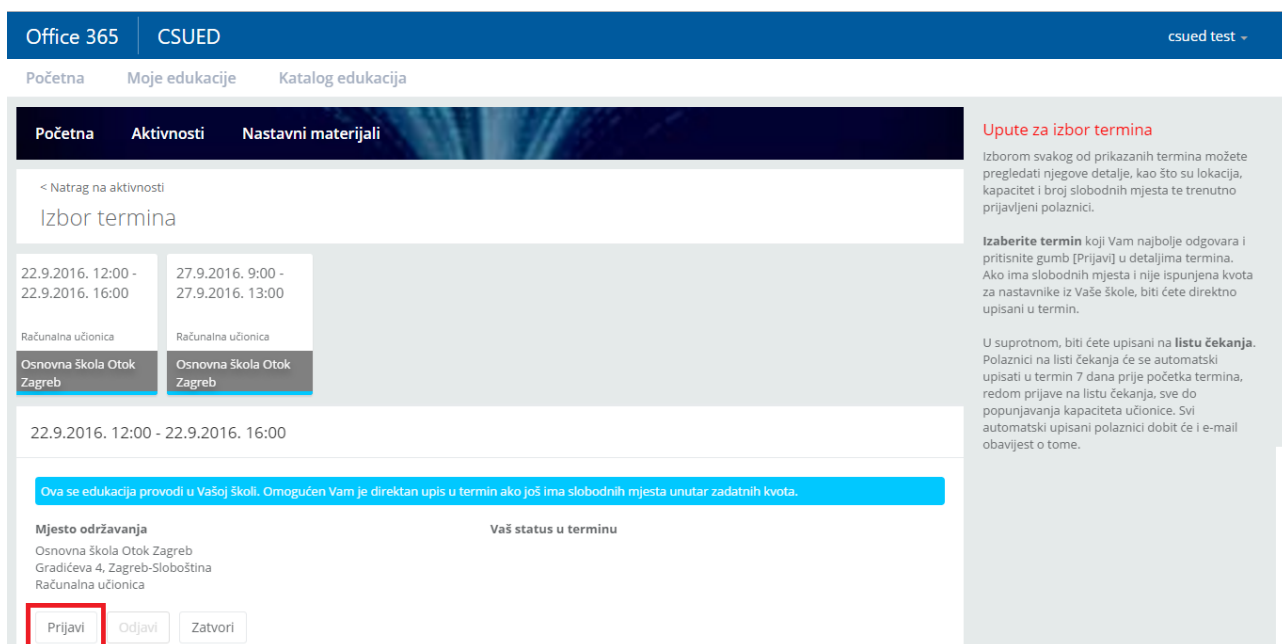 Office 365 CSUED csued test
Početna Moje edukacije Katalog edukacija
Početna Aktivnosti Nastavni materijali
< Natrag na aktivnosti
Izbor termina
22.9.2016. 12:00 -
22.9.2016. 16:00
Računalna učionica
Osnovna škola Otok
Zagreb
27.9.2016. 9:00 -
27.9.2016. 13:00
Računalna učionica
Osnovna škola Otok
Zagreb
22.9.2016. 12:00 - 22.9.2016. 16:00
Ova se edukacija provodi u Vašoj školi. Omogućen Vam je direktan upis u termin ako još ima slobodnih mjesta unutar zadatnih kvota.
Mjesto održavanja
Osnovna škola Otok Zagreb
Gradićeva 4, Zagreb-Sloboština
Računalna učionica
Vaš status u terminu
Prijavi Odjavi Zatvori
Upute za izbor termina
Izborom svakog od prikazanih termina možete
pregledati njegove detalje, kao što su lokacija,
kapacitet i broj slobodnih mjesta te trenutno
prijavljeni polaznici.
Izaberite termin koji Vam najbolje odgovara i
pritisnite gumb [Prijavi] u detaljima termina.
Ako ima slobodnih mjesta i nije ispunjena kvota
za nastavnike iz Vaše škole, biti ćete direktno
upisani u termin.
U suprotnom, biti ćete upisani na listu čekanja.
Polaznici na listi čekanja će se automatski
upisati u termin 7 dana prije početka termina,
redom prijave na listu čekanja, sve do
popunjavanja kapaciteta učionice. Svi
automatski upisani polaznici dobit će i e-mail
obavijest o tome.